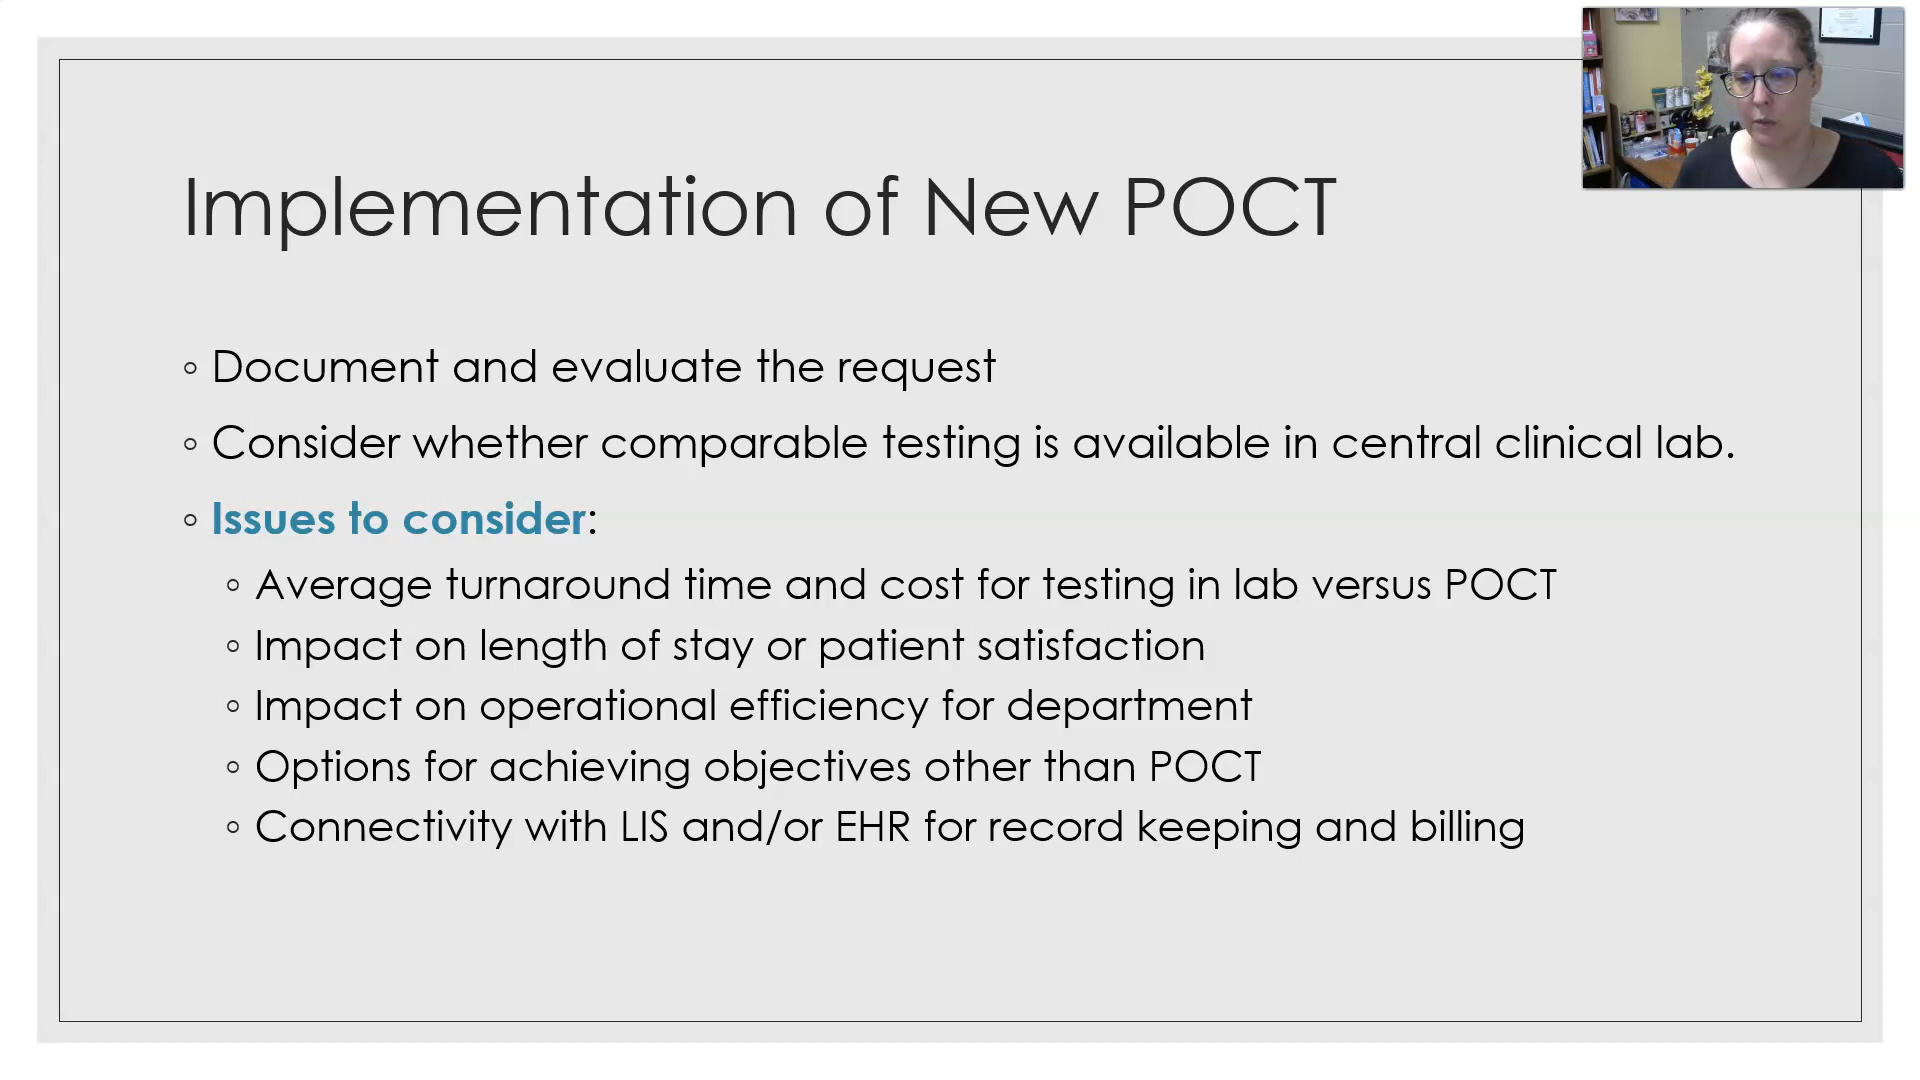 Implementation of New POCT
◦ Document and evaluate the request
◦ Consider whether comparable testing is available in central clinical lab.
◦ Issues to consider:
◦ Average turnaround time and cost for testing in lab versus POCT
◦ Impact on length of stay or patient satisfaction
◦ Impact on operational efficiency for department
◦ Options for achieving objectives other than POCT
◦ Connectivity with LIS and/or EHR for record keeping and billing